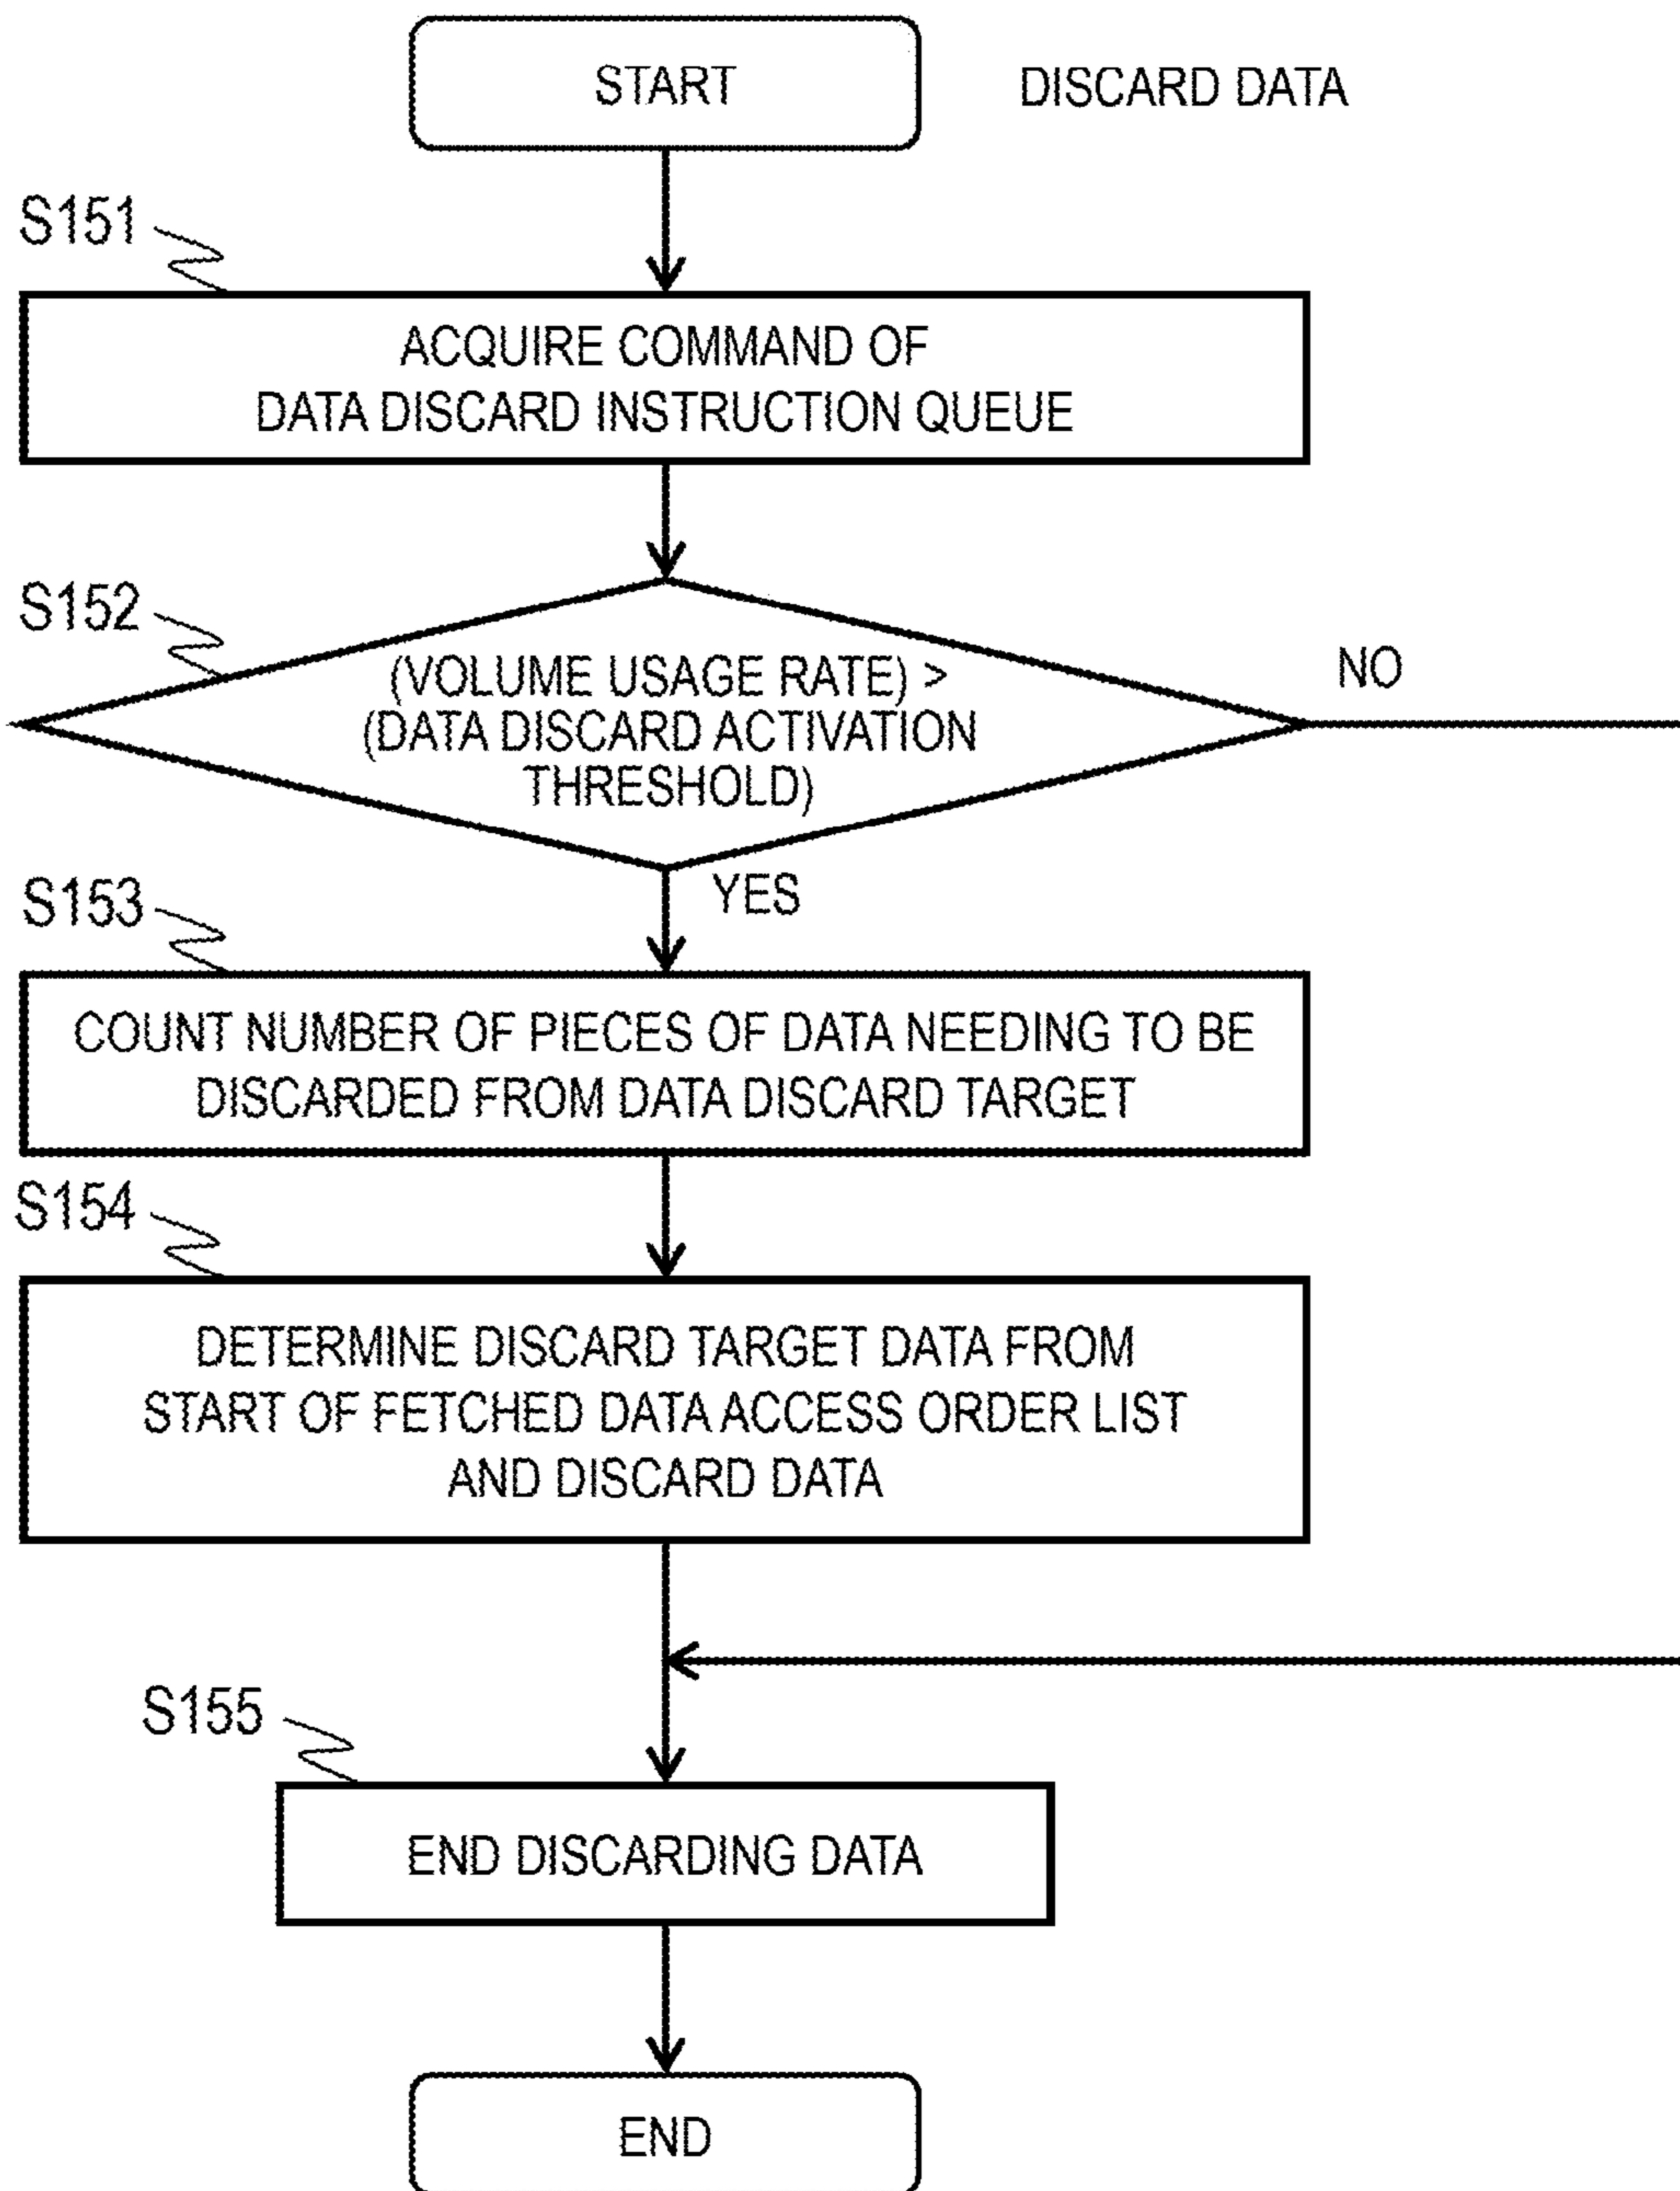 START
DISCARD DATA
S151
ACQUIRE COMMAND OF
DATA DISCARD INSTRUCTION QUEUE
S152
(VOLUME USAGE RATE) >
(DATA DISCARD ACTIVATION
THRESHOLD)
NO
YES
S153
COUNT NUMBER OF PIECES OF DATA NEEDING TO BE
DISCARDED FROM DATA DISCARD TARGET
S154
DETERMINE DISCARD TARGET DATA FROM
START OF FETCHED DATA ACCESS ORDER LIST
AND DISCARD DATA
S155
END DISCARDING DATA
END